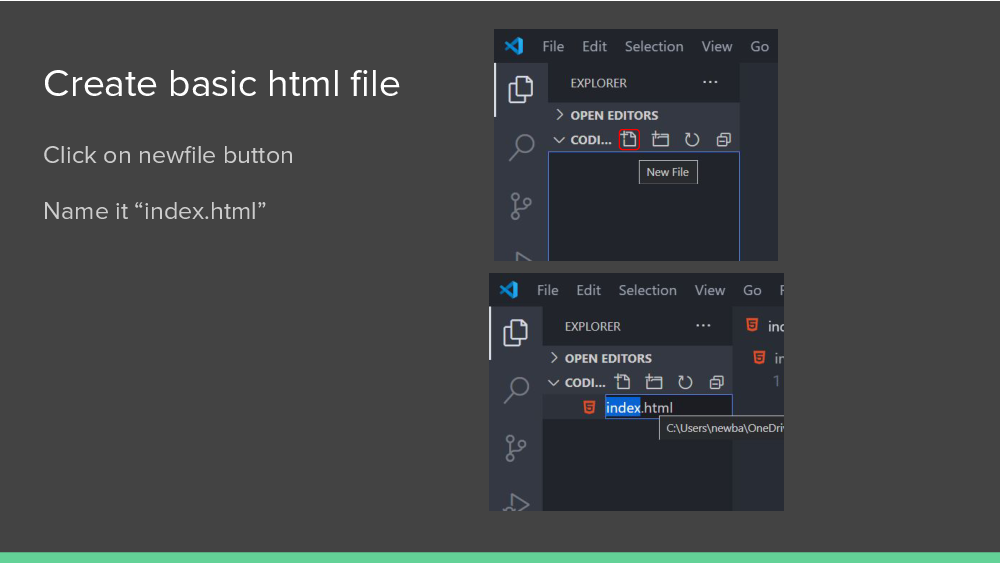 Create basic html file
Click on newfile button
Name it “index.html”
File Edit Selection View Go
EXPLORER ...
OPEN EDITORS
CODI...
New File
File Edit Selection View Go
EXPLORER ...
OPEN EDITORS
CODI...
index.html
C:\Users\newba\OneDri
1